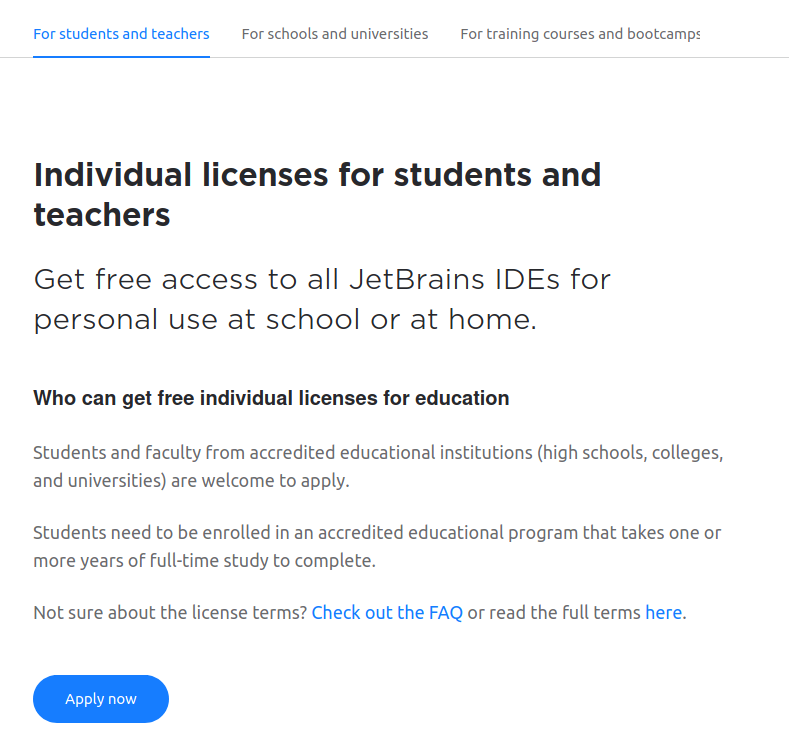 For students and teachers
For schools and universities
For training courses and bootcamps
Individual licenses for students and
teachers
Get free access to all JetBrains IDEs for
personal use at school or at home.
Who can get free individual licenses for education
Students and faculty from accredited educational institutions (high schools, colleges,
and universities) are welcome to apply.
Students need to be enrolled in an accredited educational program that takes one or
more years of full-time study to complete.
Not sure about the license terms? Check out the FAQ or read the full terms here.
Apply now